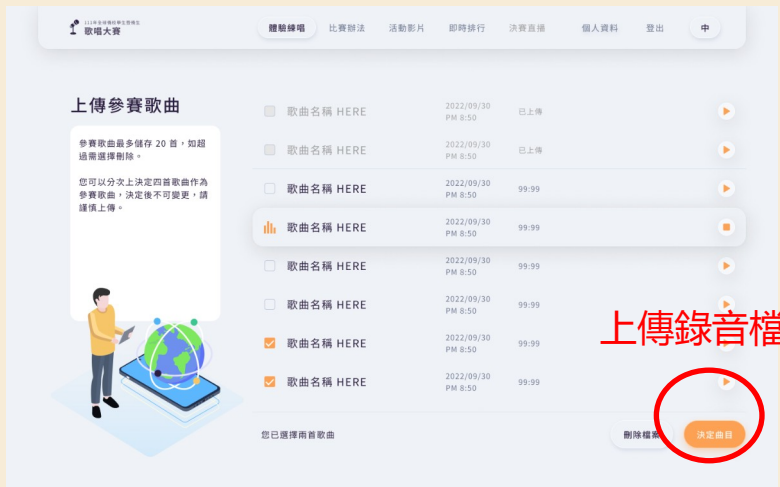 111年全球僑校學生暨僑生
歌唱大賽
體驗練唱 比賽辦法 活動影片 即時排行 決賽直播 個人資料 登出 中
上傳參賽歌曲
參賽歌曲最多儲存 20 首，如超
過需選擇刪除。
您可以分次上決定四首歌曲作為
參賽歌曲，決定後不可變更，請
謹慎上傳。
歌曲名稱 HERE 2022/09/30 PM 8:50 已上傳
歌曲名稱 HERE 2022/09/30 PM 8:50 已上傳
歌曲名稱 HERE 2022/09/30 PM 8:50 99:99
歌曲名稱 HERE 2022/09/30 PM 8:50 99:99
歌曲名稱 HERE 2022/09/30 PM 8:50 99:99
歌曲名稱 HERE 2022/09/30 PM 8:50 99:99
上傳錄音檔
歌曲名稱 HERE 2022/09/30 PM 8:50 99:99
歌曲名稱 HERE 2022/09/30 PM 8:50 99:99
您已選擇兩首歌曲 刪除檔案 決定曲目